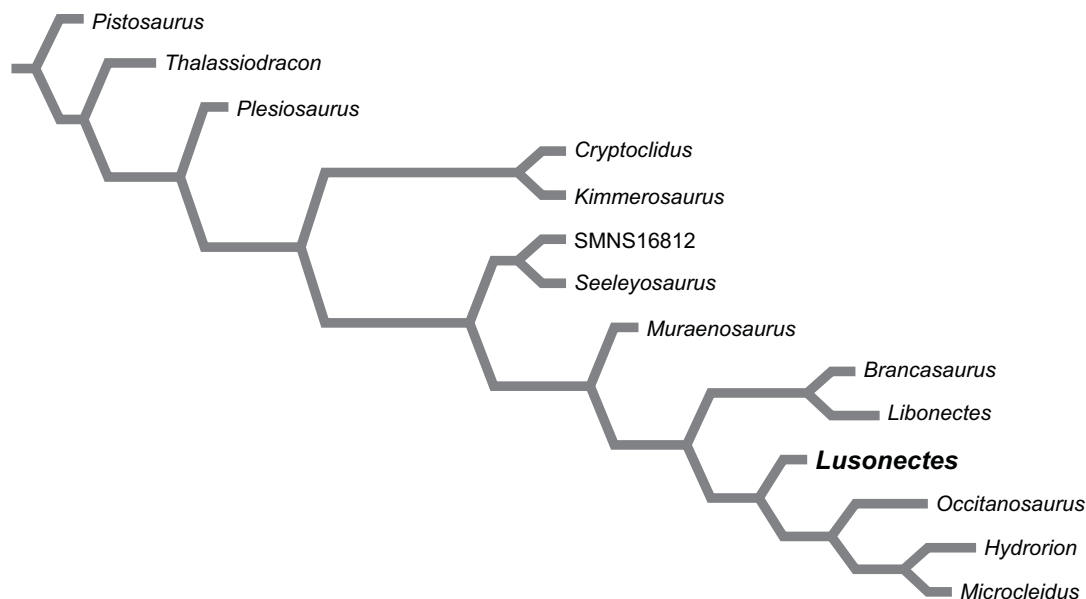 Pistosaurus
Thalassiodracon
Plesiosaurus
Cryptoclidus
Kimmerosaurus
SMNS16812
Seeleyosaurus
Muraenosaurus
Brancasaurus
Libonectes
Lusonectes
Occitanosaurus
Hydrorion
Microcleidus